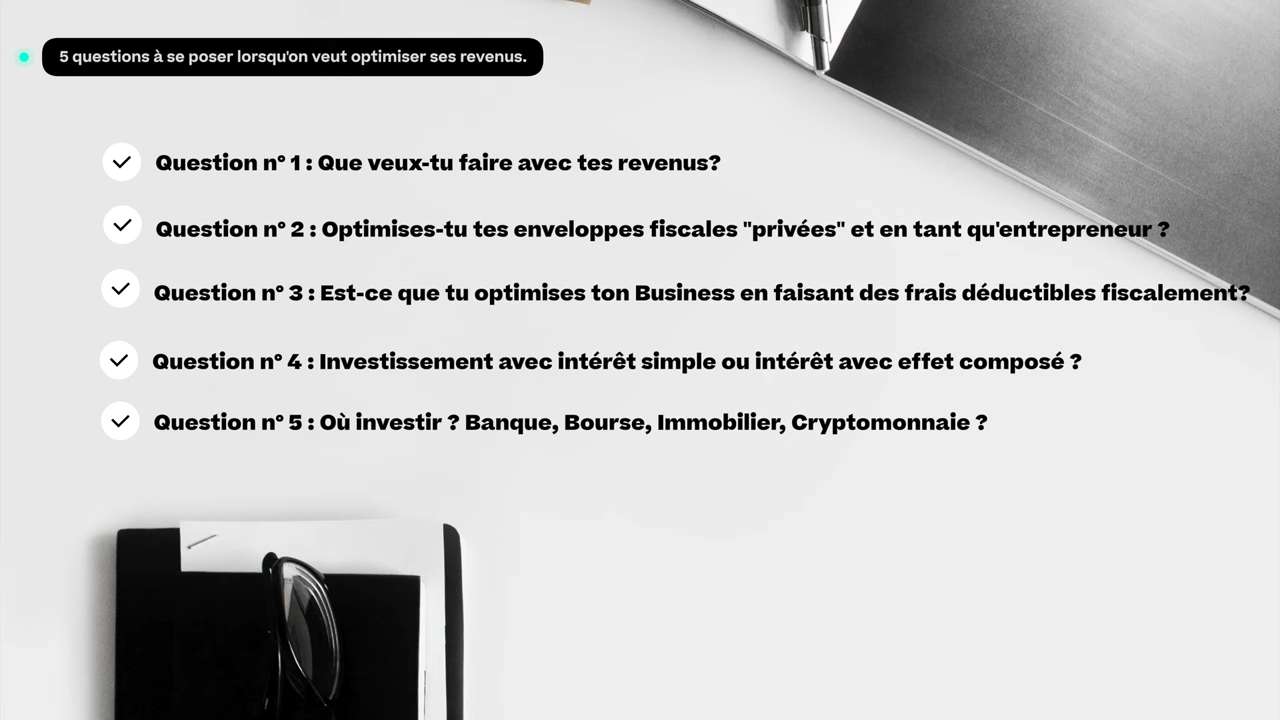 5 questions à se poser lorsqu'on veut optimiser ses revenus.
Question n° 1 : Que veux-tu faire avec tes revenus?
Question n° 2 : Optimises-tu tes enveloppes fiscales "privées" et en tant qu'entrepreneur ?
Question n° 3 : Est-ce que tu optimises ton Business en faisant des frais déductibles fiscalement?
Question n° 4 : Investissement avec intérêt simple ou intérêt avec effet composé ?
Question n° 5 : Où investir ? Banque, Bourse, Immobilier, Cryptomonnaie ?